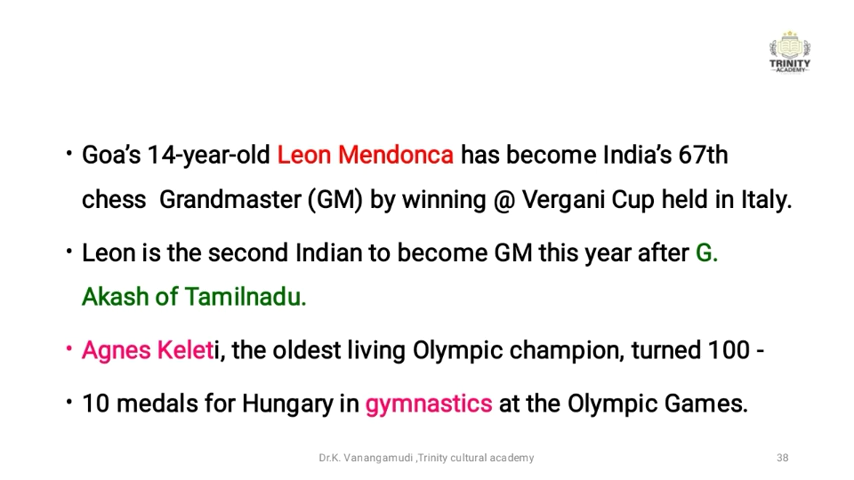 TRINITY
ACADEMY
• Goa's 14-year-old Leon Mendonca has become India's 67th
chess Grandmaster (GM) by winning @ Vergani Cup held in Italy.
• Leon is the second Indian to become GM this year after G.
Akash of Tamilnadu.
• Agnes Keleti, the oldest living Olympic champion, turned 100 -
• 10 medals for Hungary in gymnastics at the Olympic Games.
Dr.K. Vanangamudi ,Trinity cultural academy
38